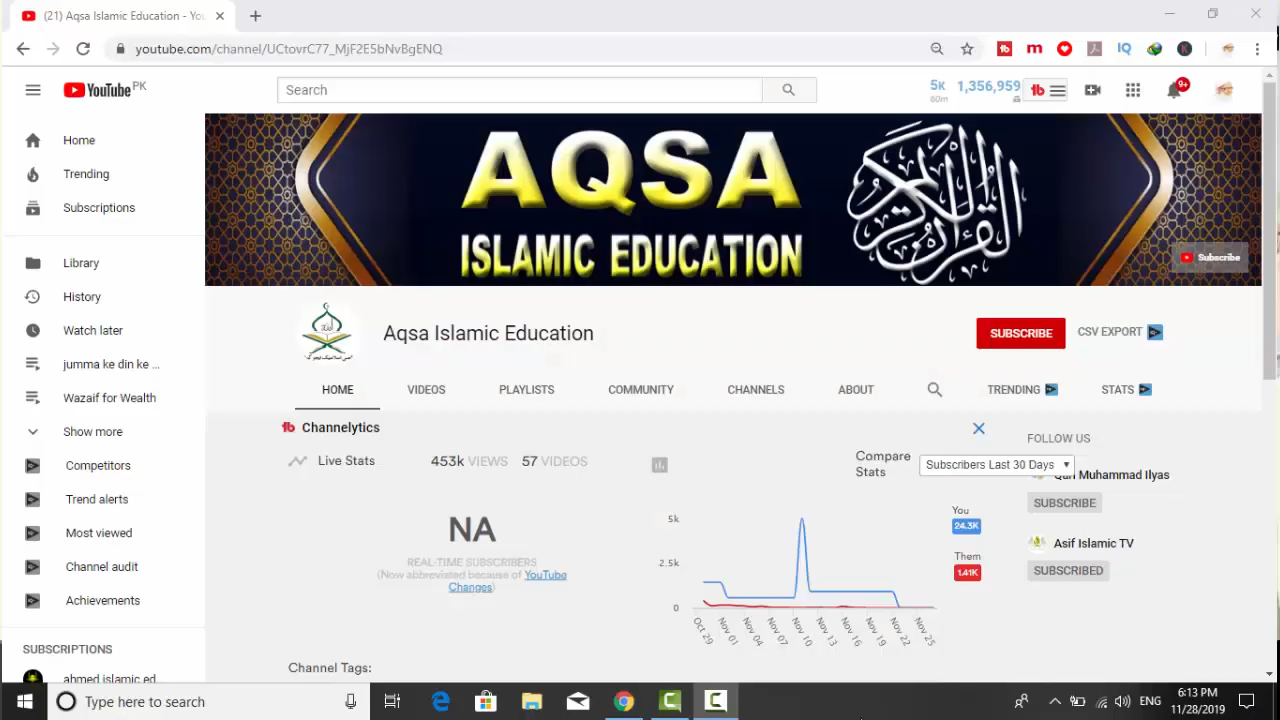 (21) Aqsa Islamic Education - You
youtube.com/channel/UCtovrC77_MjF2E5bNvBgENQ
YouTube PK
Search
5K
60m
1,356,959
9+
Home
Trending
Subscriptions
Library
History
Watch later
jumma ke din ke ...
Wazaif for Wealth
Show more
Competitors
Trend alerts
Most viewed
Channel audit
Achievements
SUBSCRIPTIONS
ahmed islamic ed
AQSA
ISLAMIC EDUCATION
القرآن الكريم
Subscribe
Aqsa Islamic Education
SUBSCRIBE
CSV EXPORT
HOME
VIDEOS
PLAYLISTS
COMMUNITY
CHANNELS
ABOUT
TRENDING
STATS
Channelytics
Live Stats
453k VIEWS 57 VIDEOS
Compare Stats
Subscribers Last 30 Days
NA
REAL-TIME SUBSCRIBERS
(Now abbreviated because of YouTube
Changes)
5k
2.5k
0
Oct 29
Nov 01
Nov 04
Nov 07
Nov 10
Nov 13
Nov 16
Nov 19
Nov 22
Nov 25
You
24.3K
Them
1.41K
FOLLOW US
Qari Muhammad Ilyas
SUBSCRIBE
Asif Islamic TV
SUBSCRIBED
Channel Tags:
Type here to search
ENG
6:13 PM
11/28/2019